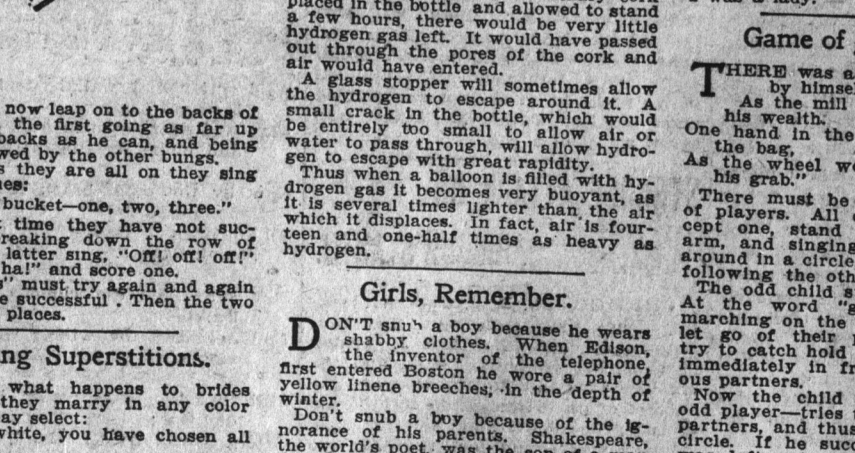 now leap on to the backs of
the first going as far up
backs as he can, and being
wed by the other bungs.
they are all on they sing
bucket—one, two, three."
time they have not suc-
reaking down the row of
latter sing, "Off! off! off!"
ha!" and score one.
must try again and again
successful . Then the two
places.
ng Superstitions.
what happens to brides
they marry in any color
ay select:
white, you have chosen all
placed in the bottle and allowed to stand
a few hours, there would be very little
hydrogen gas left. It would have passed
out through the pores of the cork and
air would have entered.
A glass stopper will sometimes allow
the hydrogen to escape around it. A
small crack in the bottle, which would
be entirely too small to allow air or
water to pass through, will allow hydro-
gen to escape with great rapidity.
Thus when a balloon is filled with hy-
drogen gas it becomes very buoyant, as
it is several times lighter than the air
which it displaces. In fact, air is four-
teen and one-half times as heavy as
hydrogen.
Girls, Remember.
DON'T snub a boy because he wears
shabby clothes. When Edison,
the inventor of the telephone,
first entered Boston he wore a pair of
yellow linene breeches, in the depth of
winter.
Don't snub a boy because of the ig-
norance of his parents. Shakespeare,
the world's poet, was the son of a
Game of
THERE was a
by himse
As the mill
his wealth.
One hand in the
the bag,
As the wheel
his grab."
There must be
of players. All
cept one, stand
arm, and singing
around in a circle
following the oth
The odd child s
At the word "g
marching on the
let go of their
try to catch hold
immediately in fr
ous partners.
Now the child
odd player—tries
partners, and thus
circle. If he succ